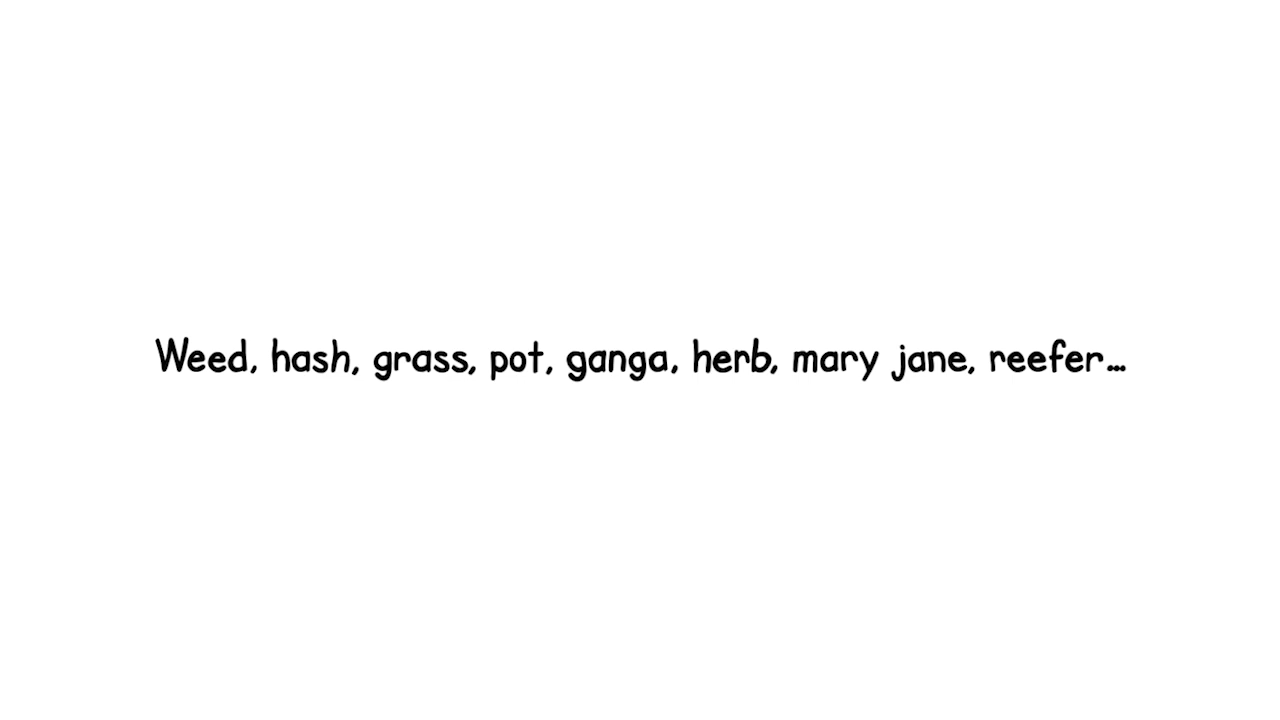 Weed, hash, grass, pot, ganga, herb, mary jane, reefer...